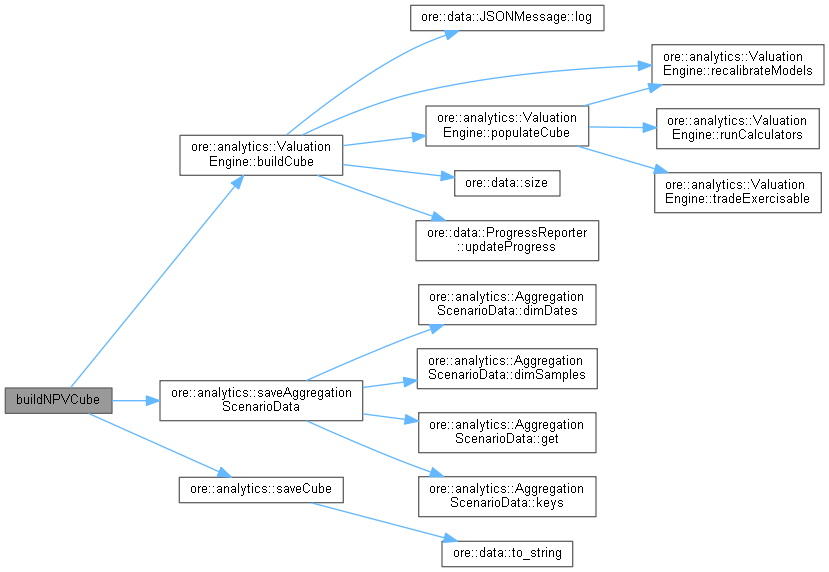 ore::data::JSONMessage::log
ore::analytics::Valuation
Engine::recalibrateModels
ore::analytics::Valuation
Engine::populateCube
ore::analytics::Valuation
Engine::runCalculators
ore::analytics::Valuation
Engine::buildCube
ore::data::size
ore::analytics::Valuation
Engine::tradeExercisable
ore::data::ProgressReporter
::updateProgress
ore::analytics::Aggregation
ScenarioData::dimDates
ore::analytics::Aggregation
ScenarioData::dimSamples
buildNPVCube
ore::analytics::saveAggregation
ScenarioData
ore::analytics::Aggregation
ScenarioData::get
ore::analytics::saveCube
ore::analytics::Aggregation
ScenarioData::keys
ore::data::to_string